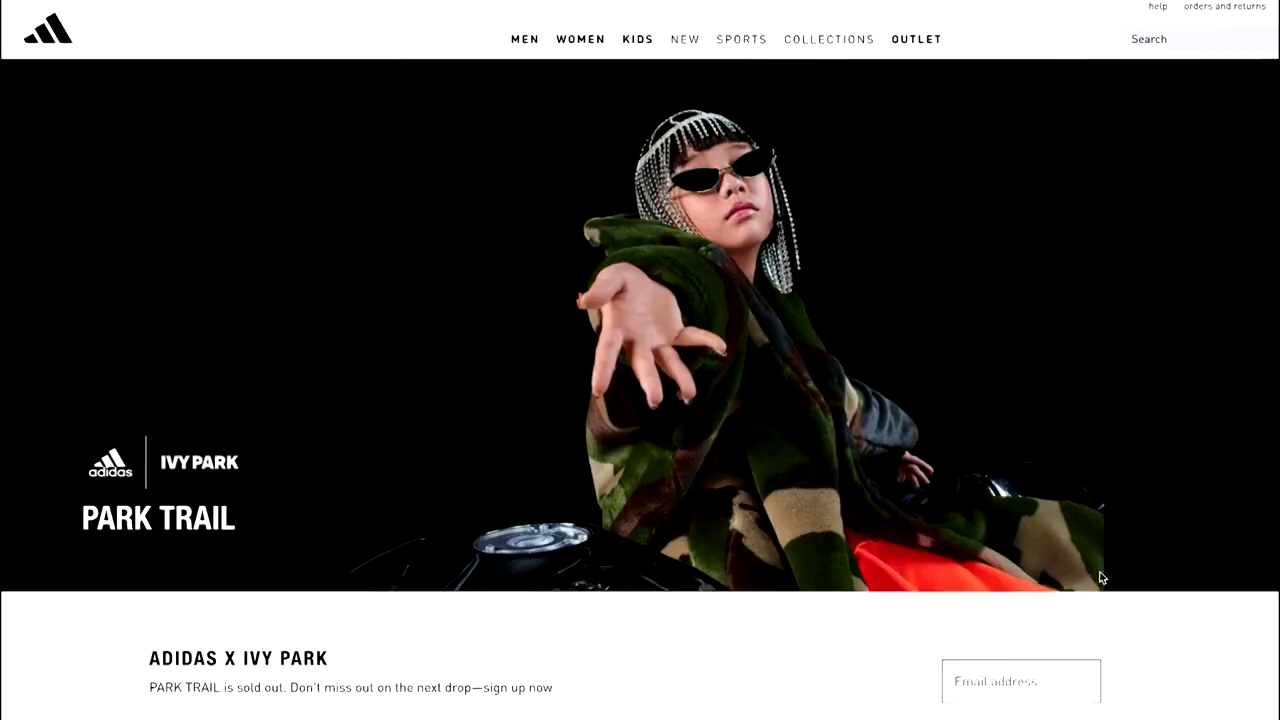 help orders and returns
MEN WOMEN KIDS NEW SPORTS COLLECTIONS OUTLET
Search
adidas IVY PARK
PARK TRAIL
ADIDAS X IVY PARK
PARK TRAIL is sold out. Don't miss out on the next drop—sign up now
Email address